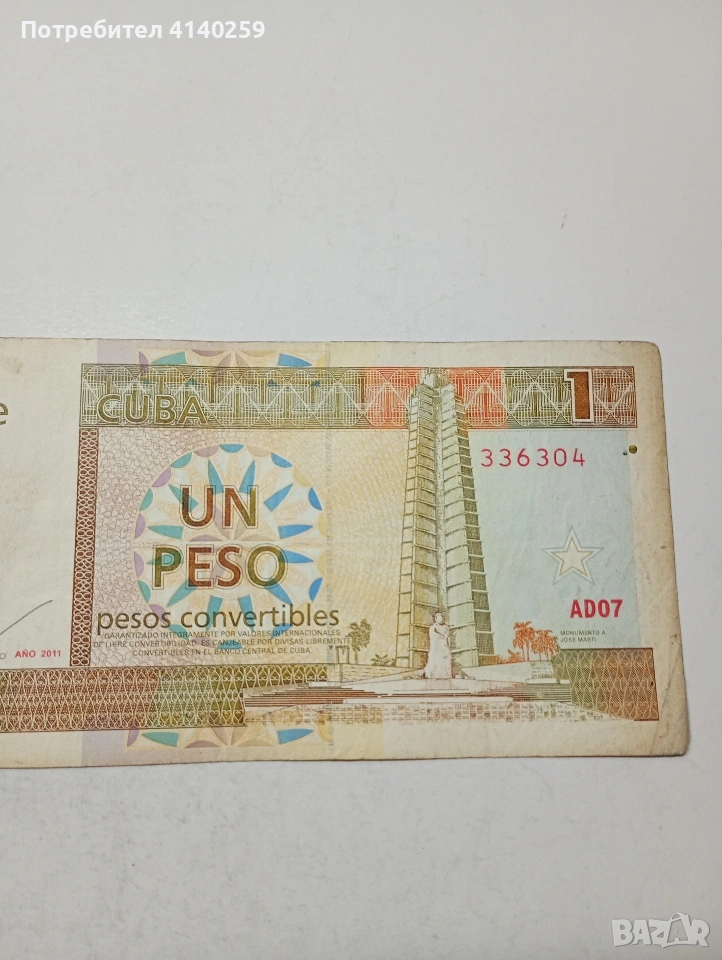 Потребител 4140259
e
CUBA
1
336304
UN
PESO
pesos convertibles
GARANTIZADO INTEGRAMENTE POR VALORES INTERNACIONALES
DE LIBRE CONVERTIBILIDAD. ES CANJEABLE POR DIVISAS LIBREMENTE
CONVERTIBLES EN EL BANCO CENTRAL DE CUBA.
AD07
MONUMENTO A
JOSE MARTI
O AÑO 2011
BAZAR